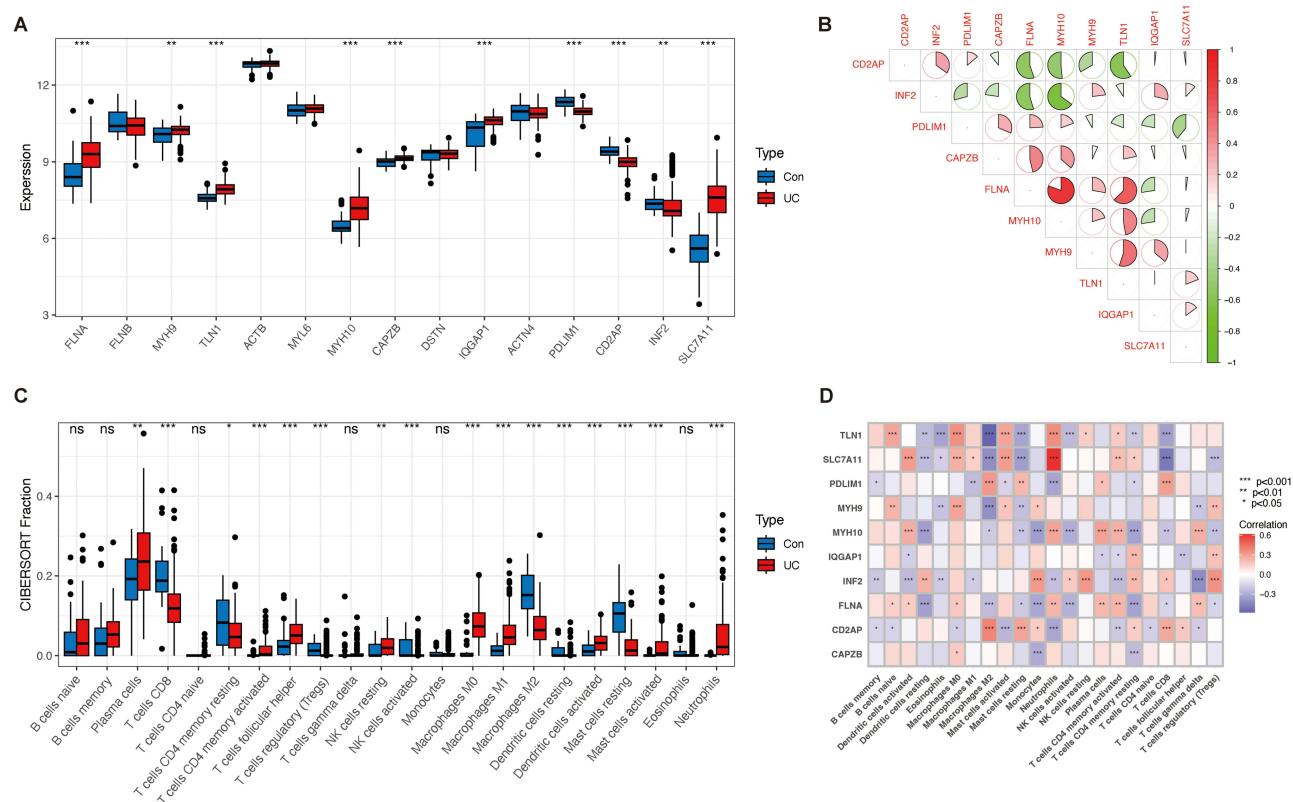 A
*** ** *** *** *** *** *** *** ** ***
Experssion
12
9
6
3
FLNA FLNB MYH9 TLN1 ACTB MYL6 MYH10 CAPZB DSTN IQGAP1 ACTN4 PDLIM1 CD2AP INF2 SLC7A11
Type
Con
UC
B
CD2AP INF2 PDLIM1 CAPZB FLNA MYH10 MYH9 TLN1 IQGAP1 SLC7A11
CD2AP
INF2
PDLIM1
CAPZB
FLNA
MYH10
MYH9
TLN1
IQGAP1
SLC7A11
1
0.8
0.6
0.4
0.2
0
-0.2
-0.4
-0.6
-0.8
-1
C
ns ns ** *** ns * *** *** *** ns ** *** ns *** *** *** *** *** *** *** ns ***
CIBERSORT Fraction
0.4
0.2
0.0
B cells naive
B cells memory
Plasma cells
T cells CD8
T cells CD4 naive
T cells CD4 memory resting
T cells CD4 memory activated
T cells follicular helper
T cells regulatory (Tregs)
T cells gamma delta
NK cells resting
NK cells activated
Monocytes
Macrophages M0
Macrophages M1
Macrophages M2
Dendritic cells resting
Dendritic cells activated
Mast cells resting
Mast cells activated
Eosinophils
Neutrophils
Type
Con
UC
D
TLN1
SLC7A11
PDLIM1
MYH9
MYH10
IQGAP1
INF2
FLNA
CD2AP
CAPZB
B cells memory
B cells naive
Dendritic cells activated
Dendritic cells resting
Eosinophils
Macrophages M0
Macrophages M1
Macrophages M2
Mast cells activated
Mast cells resting
Monocytes
Neutrophils
NK cells activated
NK cells resting
Plasma cells
T cells CD4 memory activated
T cells CD4 memory resting
T cells CD4 naive
T cells CD8
T cells follicular helper
T cells gamma delta
T cells regulatory (Tregs)
*** p<0.001
** p<0.01
* p<0.05
Correlation
0.6
0.3
0.0
-0.3